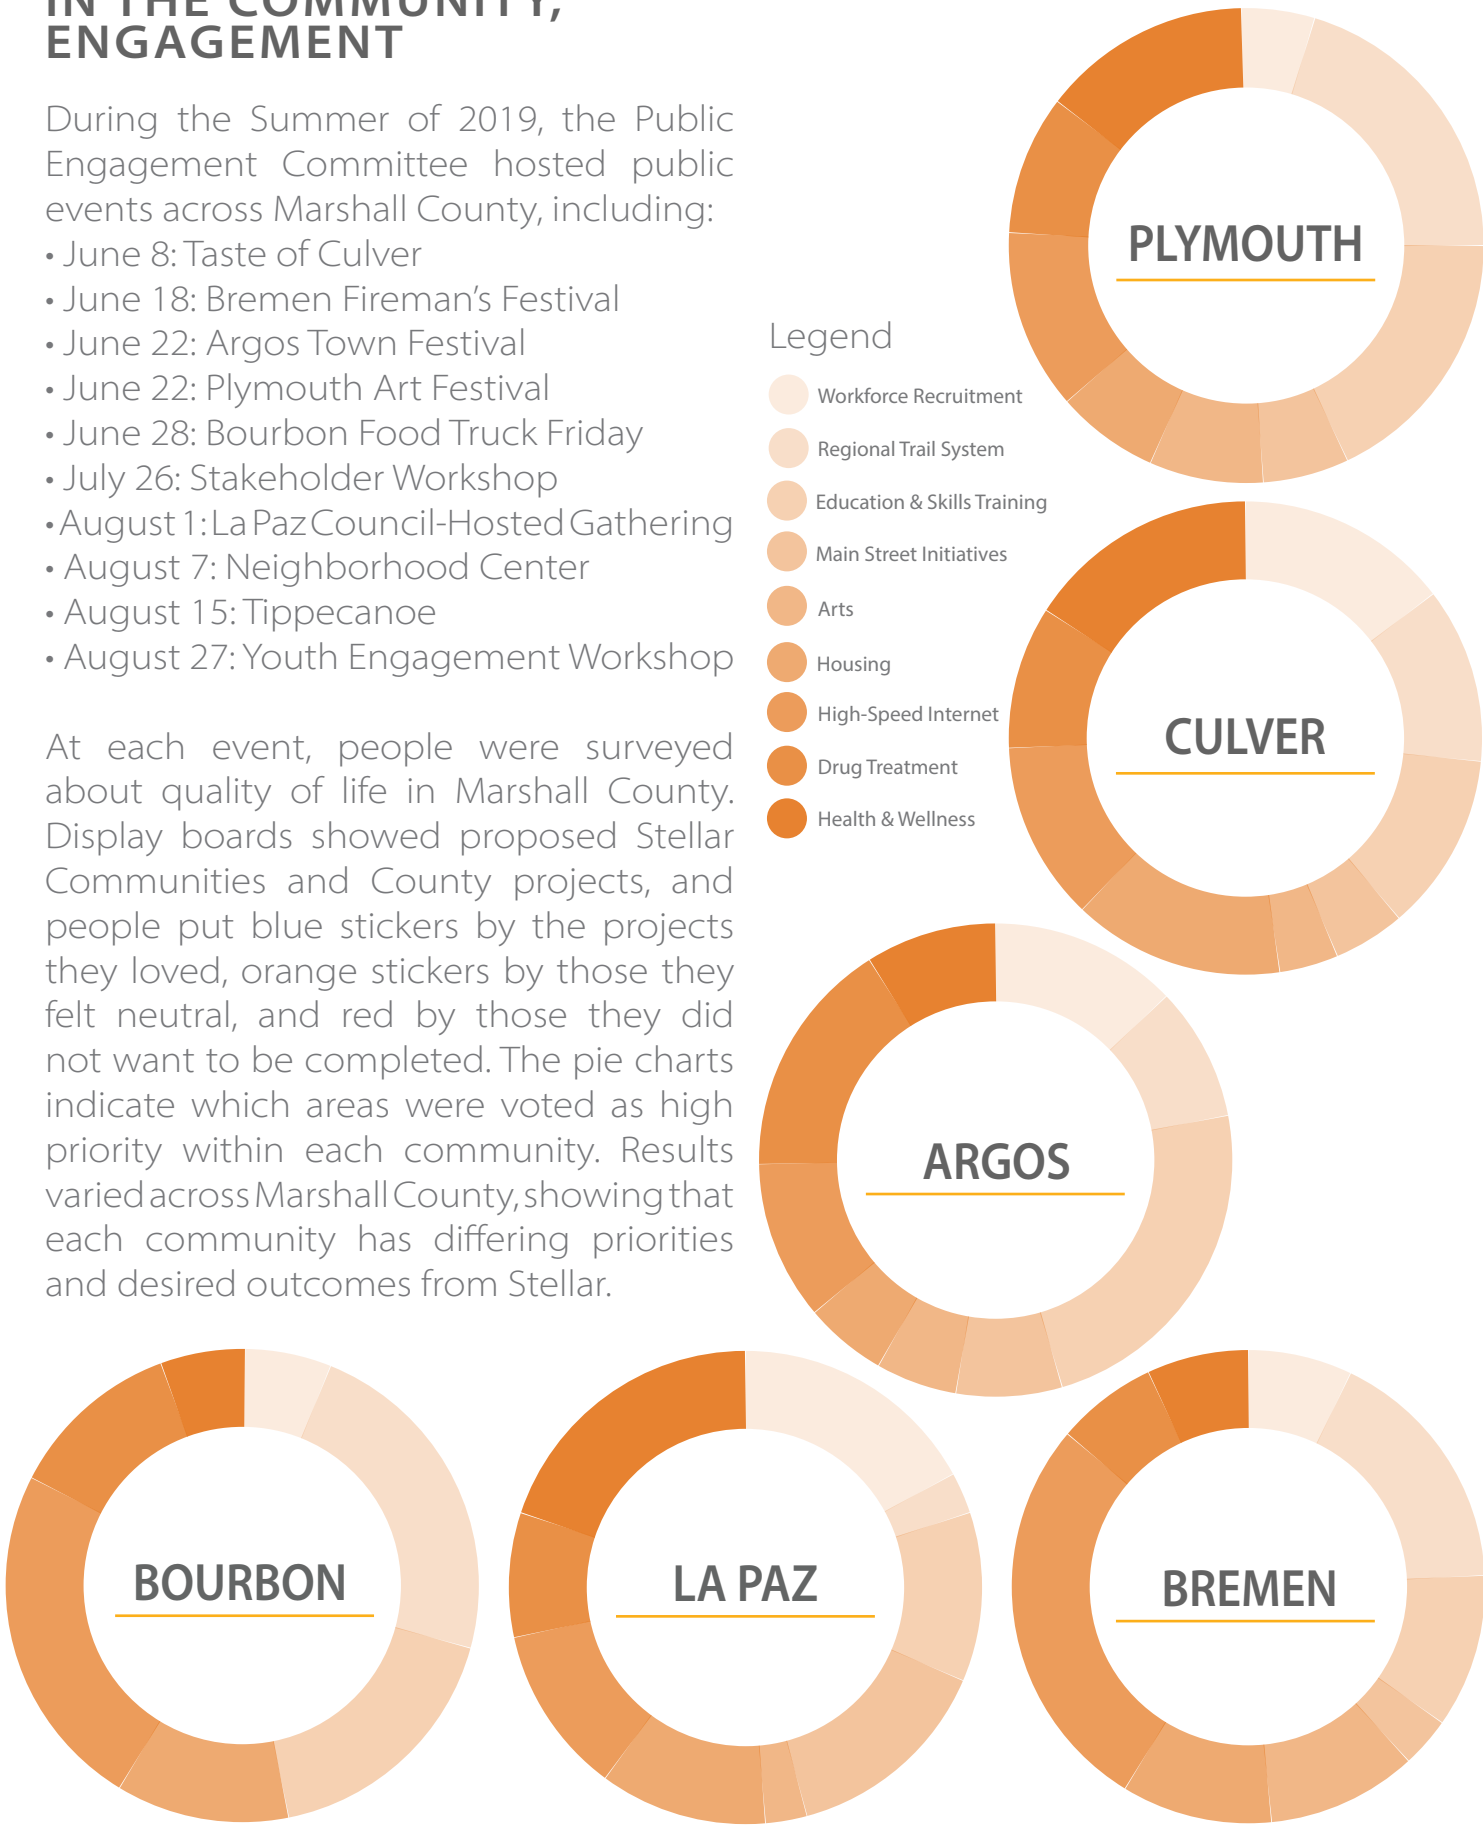 IN THE COMMUNITY,
ENGAGEMENT
During the Summer of 2019, the Public
Engagement Committee hosted public
events across Marshall County, including:
• June 8: Taste of Culver
• June 18: Bremen Fireman's Festival
• June 22: Argos Town Festival
• June 22: Plymouth Art Festival
• June 28: Bourbon Food Truck Friday
• July 26: Stakeholder Workshop
• August 1: La Paz Council-Hosted Gathering
• August 7: Neighborhood Center
• August 15: Tippecanoe
• August 27: Youth Engagement Workshop
At each event, people were surveyed
about quality of life in Marshall County.
Display boards showed proposed Stellar
Communities and County projects, and
people put blue stickers by the projects
they loved, orange stickers by those they
felt neutral, and red by those they did
not want to be completed. The pie charts
indicate which areas were voted as high
priority within each community. Results
varied across Marshall County, showing that
each community has differing priorities
and desired outcomes from Stellar.
Legend
Workforce Recruitment
Regional Trail System
Education & Skills Training
Main Street Initiatives
Arts
Housing
High-Speed Internet
Drug Treatment
Health & Wellness
PLYMOUTH
CULVER
ARGOS
BOURBON
LA PAZ
BREMEN